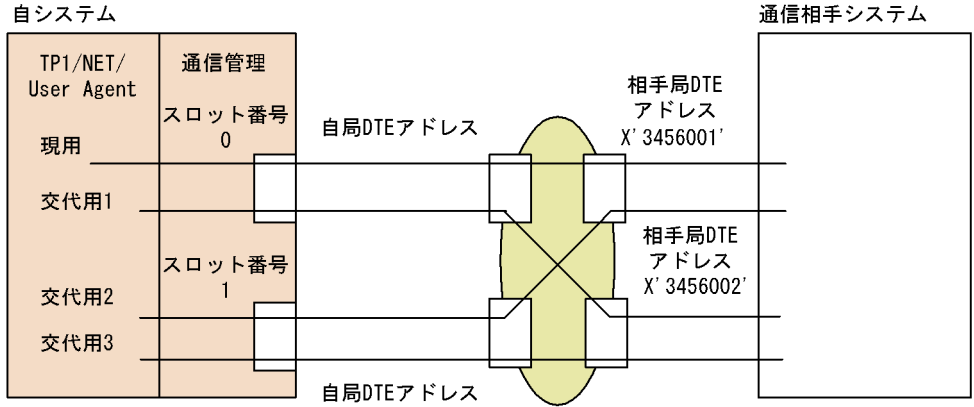 自システム
通信相手システム
TP1/NET/
User Agent
通信管理
スロット番号
0
現用
交代用1
スロット番号
1
交代用2
交代用3
自局DTEアドレス
相手局DTE
アドレス
X'3456001'
相手局DTE
アドレス
X'3456002'
自局DTEアドレス